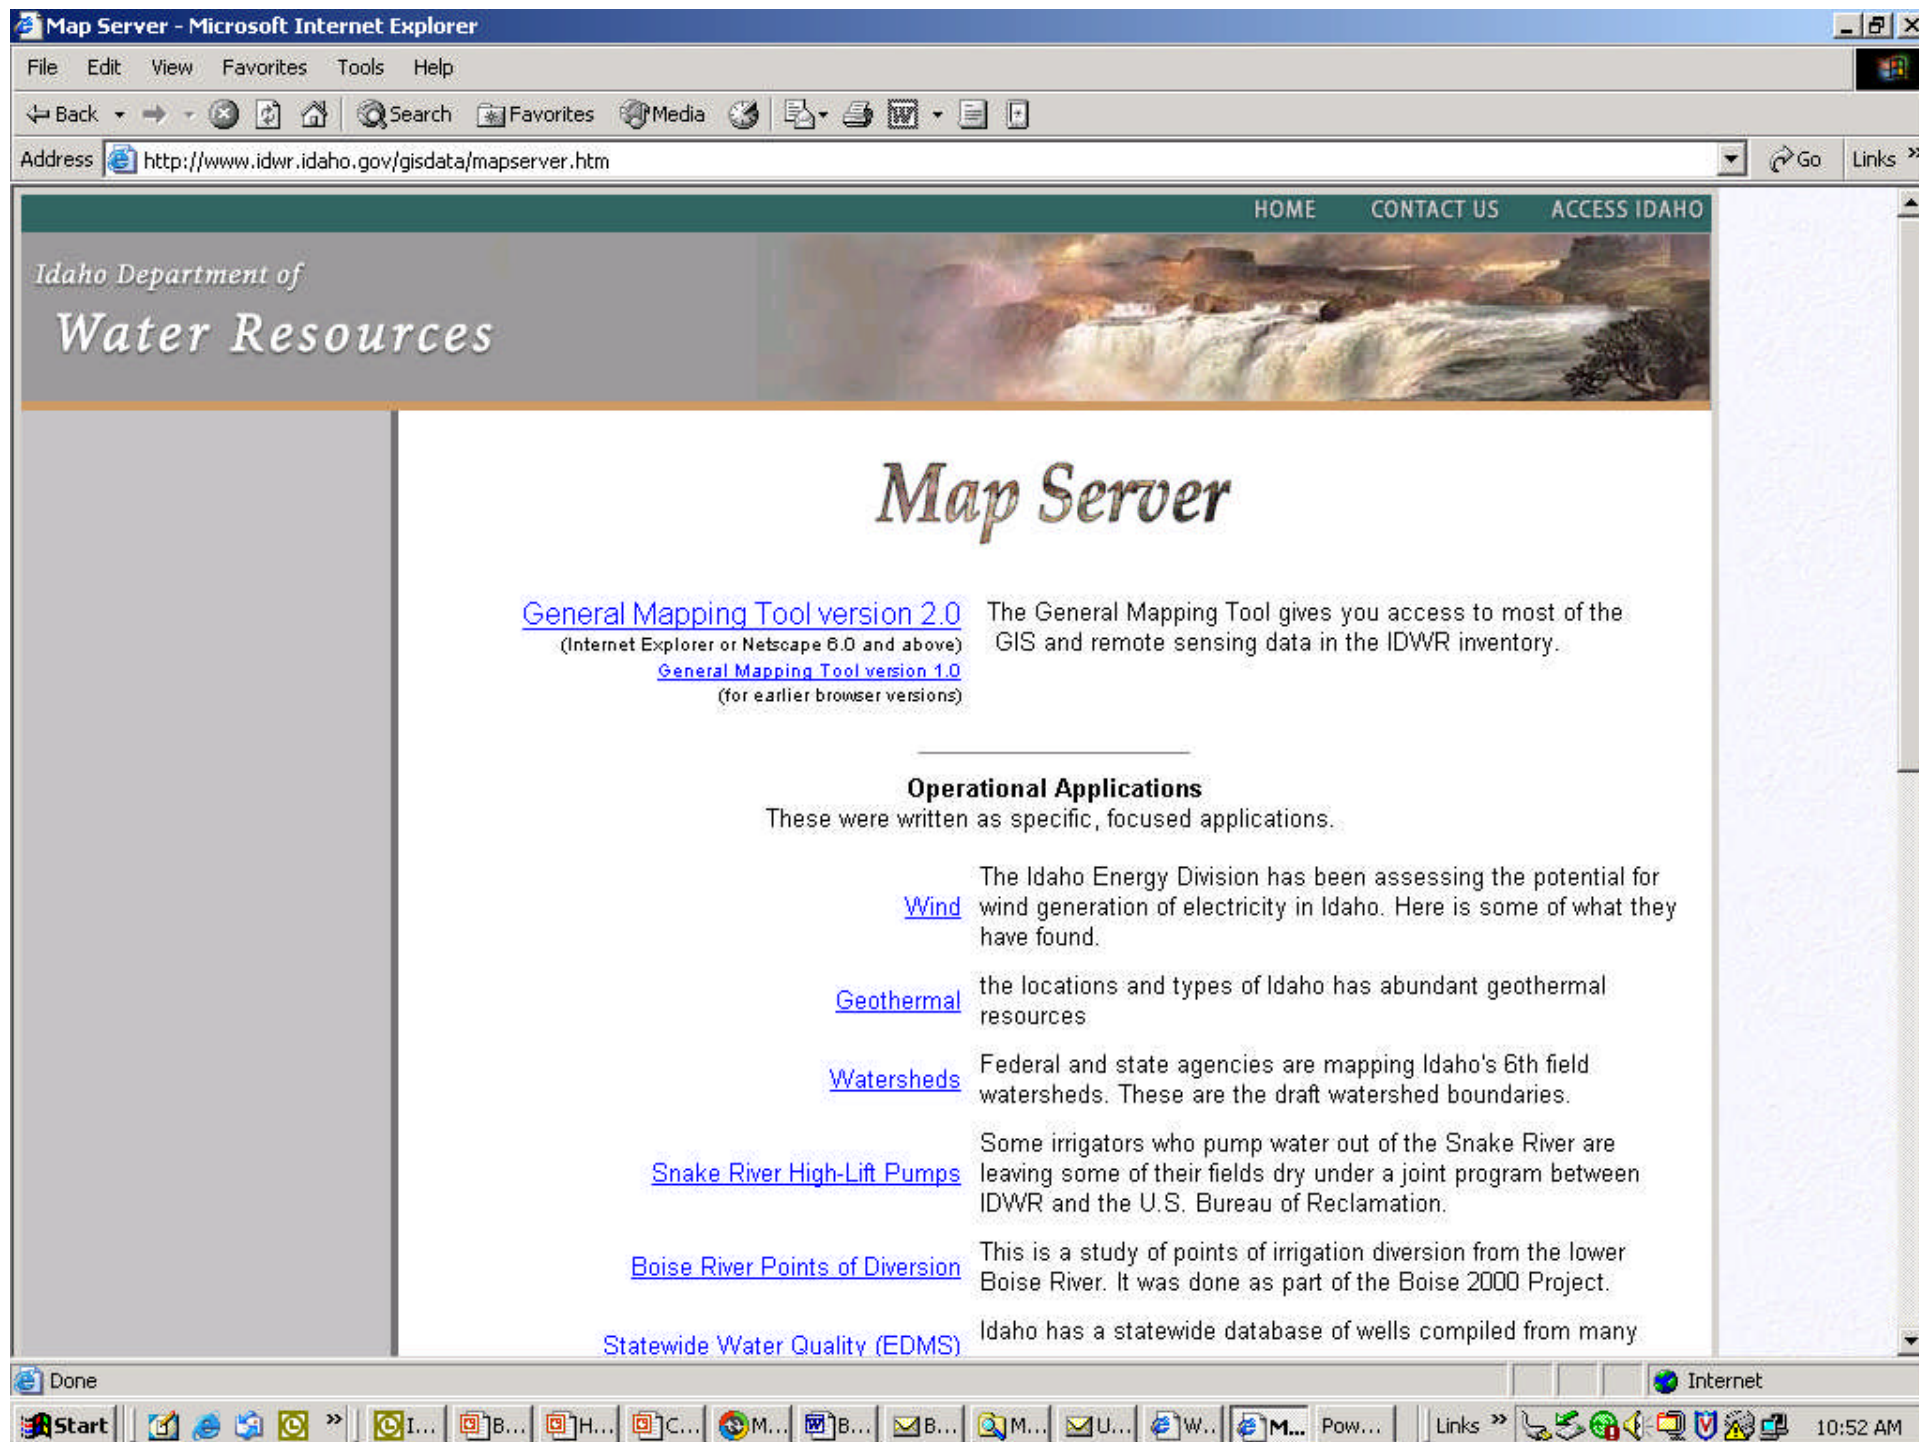 Map Server - Microsoft Internet Explorer
File Edit View Favorites Tools Help
Back Search Favorites Media
Address http://www.idwr.idaho.gov/gisdata/mapserver.htm Go Links »
HOME CONTACT US ACCESS IDAHO
Idaho Department of
Water Resources
Map Server
General Mapping Tool version 2.0
(Internet Explorer or Netscape 6.0 and above)
General Mapping Tool version 1.0
(for earlier browser versions)
The General Mapping Tool gives you access to most of the
GIS and remote sensing data in the IDWR inventory.
Operational Applications
These were written as specific, focused applications.
Wind
The Idaho Energy Division has been assessing the potential for
wind generation of electricity in Idaho. Here is some of what they
have found.
Geothermal
the locations and types of Idaho has abundant geothermal
resources
Watersheds
Federal and state agencies are mapping Idaho's 6th field
watersheds. These are the draft watershed boundaries.
Snake River High-Lift Pumps
Some irrigators who pump water out of the Snake River are
leaving some of their fields dry under a joint program between
IDWR and the U.S. Bureau of Reclamation.
Boise River Points of Diversion
This is a study of points of irrigation diversion from the lower
Boise River. It was done as part of the Boise 2000 Project.
Statewide Water Quality (EDMS)
Idaho has a statewide database of wells compiled from many
Done Internet
Start » I... B... H... C... M... B... B... M... U... W... M... Pow... Links » 10:52 AM